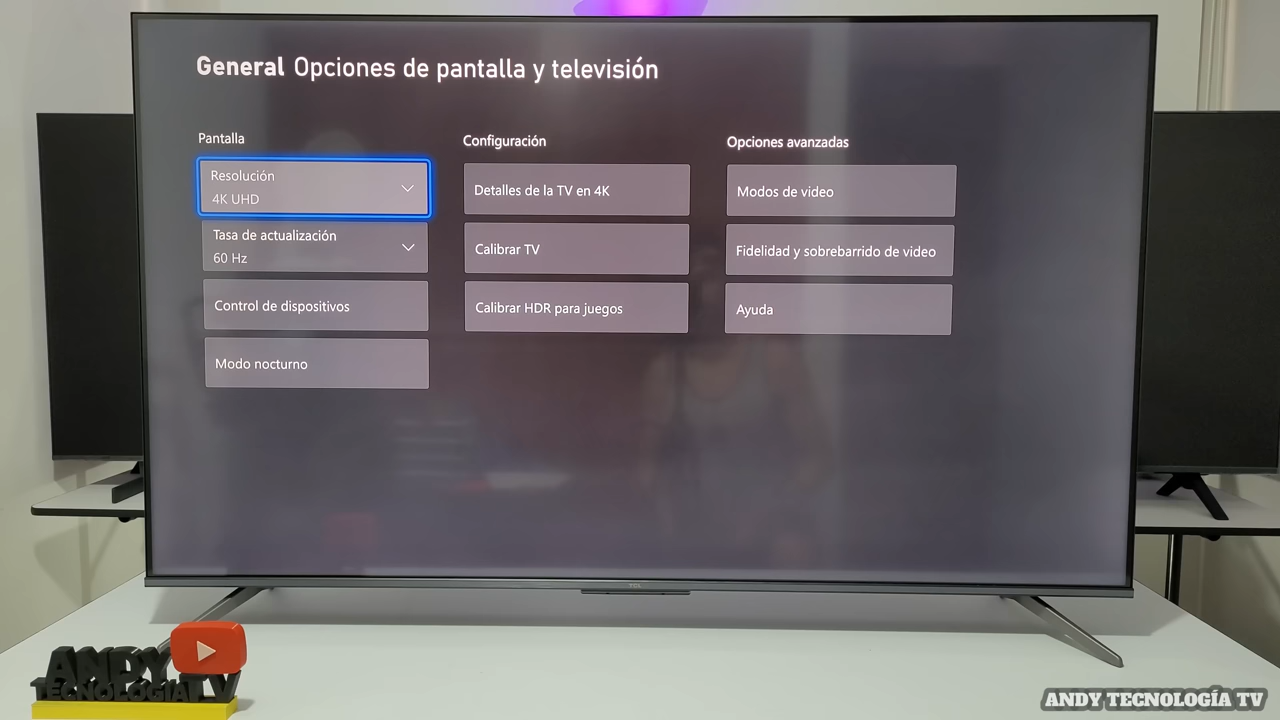 General Opciones de pantalla y televisión
Pantalla
Resolución
4K UHD
Tasa de actualización
60 Hz
Control de dispositivos
Modo nocturno
Configuración
Detalles de la TV en 4K
Calibrar TV
Calibrar HDR para juegos
Opciones avanzadas
Modos de video
Fidelidad y sobrebarrido de video
Ayuda
TCL
ANDY
TECNOLOGÍA TV
ANDY TECNOLOGÍA TV